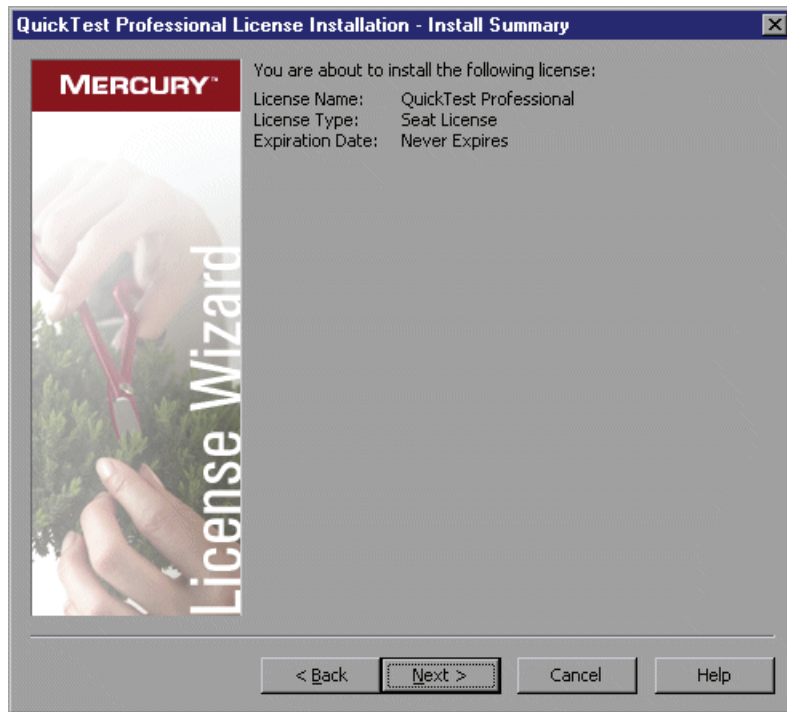 QuickTest Professional License Installation - Install Summary
MERCURY™
License Wizard
You are about to install the following license:
License Name: QuickTest Professional
License Type: Seat License
Expiration Date: Never Expires
< Back
Next >
Cancel
Help